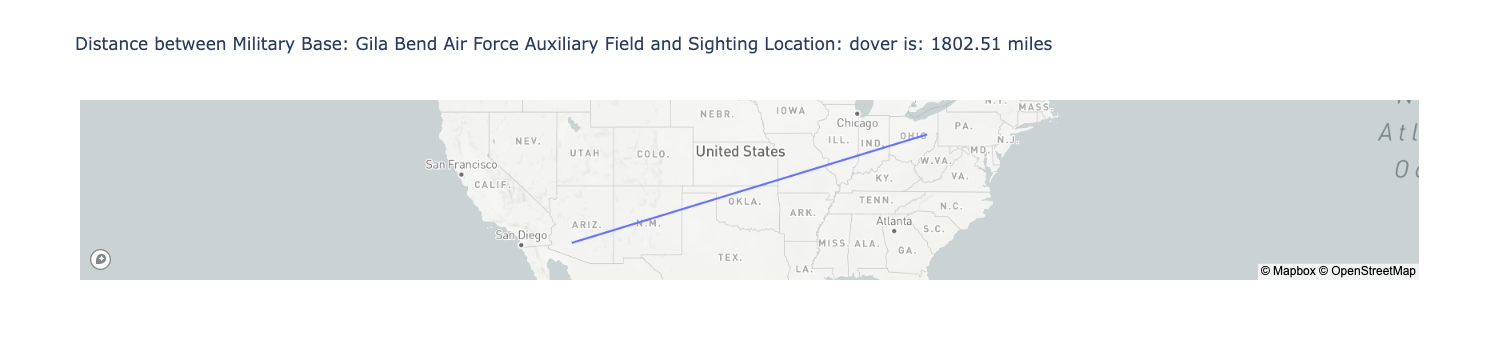 Distance between Military Base: Gila Bend Air Force Auxiliary Field and Sighting Location: dover is: 1802.51 miles
N.Y. MASS.
NEBR. IOWA
Chicago
OHIO PA.
NEV. ILL. IND. N.J.
UTAH COLO. United States MD.
San Francisco W.VA.
CALIF. KY. VA.
OKLA. TENN. N.C.
ARIZ. N.M. ARK. Atlanta
San Diego MISS. ALA. GA. S.C.
TEX. LA.
© Mapbox © OpenStreetMap